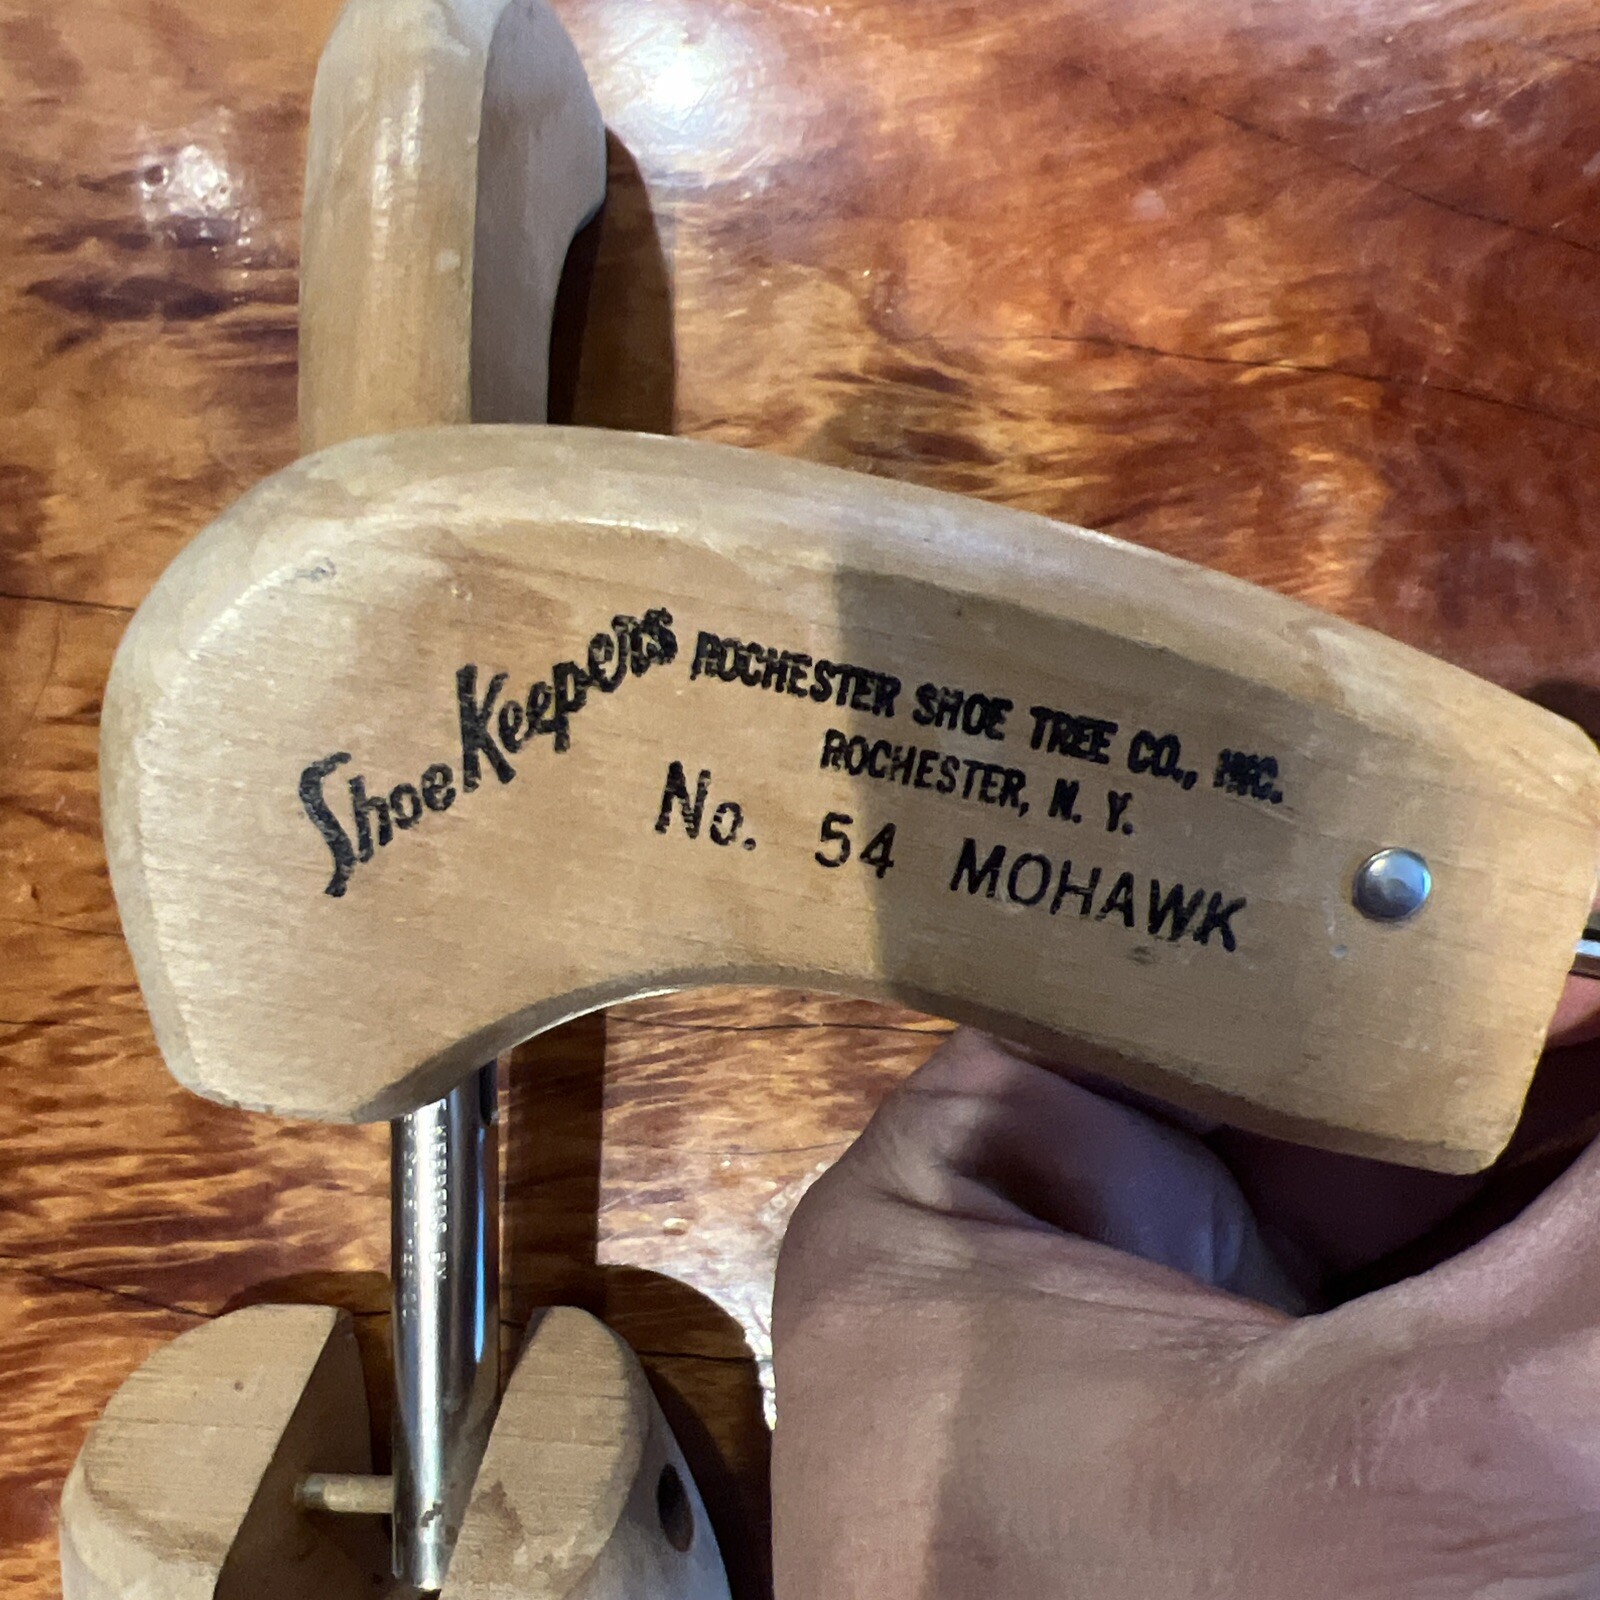 ShoeKeepers
ROCHESTER SHOE TREE CO., INC.
ROCHESTER, N. Y.
No. 54 MOHAWK